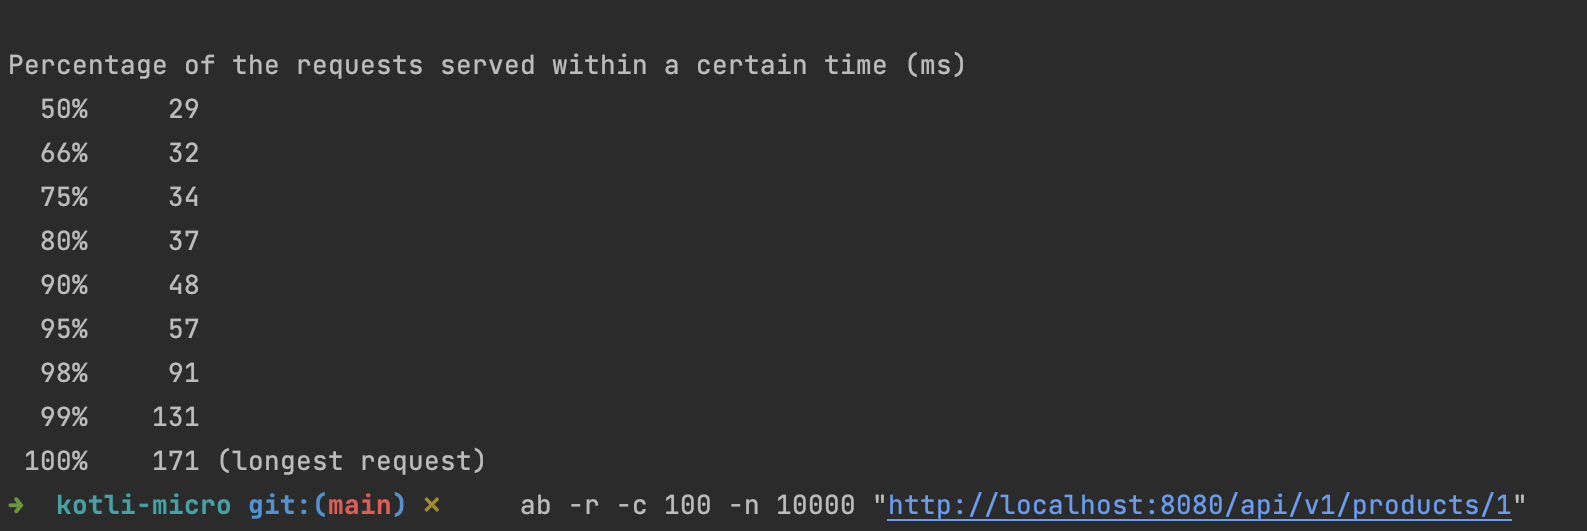 Percentage of the requests served within a certain time (ms)
  50%     29
  66%     32
  75%     34
  80%     37
  90%     48
  95%     57
  98%     91
  99%    131
 100%    171 (longest request)
➜  kotli-micro git:(main) ✗     ab -r -c 100 -n 10000 "http://localhost:8080/api/v1/products/1"